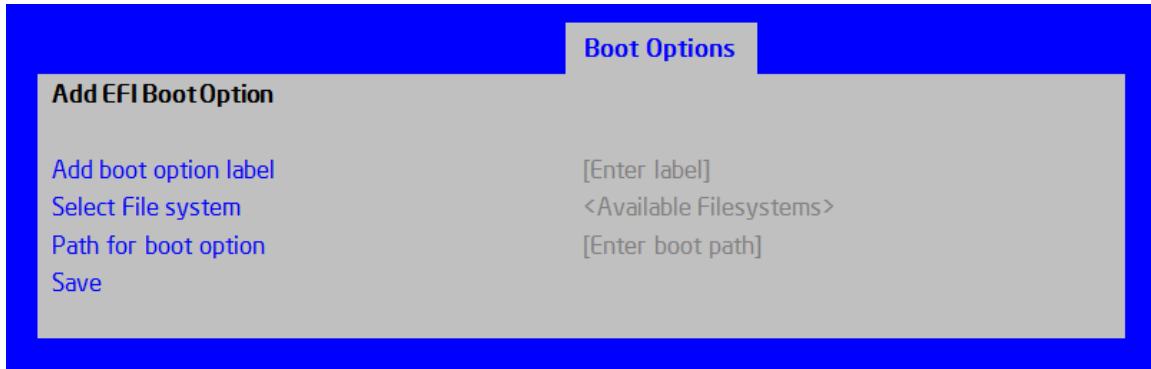 Boot Options
Add EFI Boot Option
Add boot option label [Enter label]
Select File system <Available Filesystems>
Path for boot option [Enter boot path]
Save